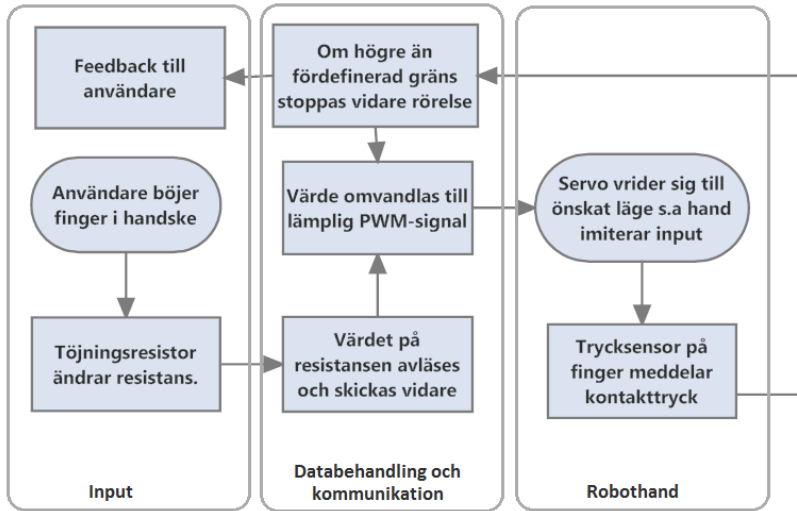 Feedback till
användare
Användare böjer
finger i handske
Töjningsresistor
ändrar resistans.
Input
Om högre än
fördefinerad gräns
stoppas vidare rörelse
Värde omvandlas till
lämplig PWM-signal
Värdet på
resistansen avläses
och skickas vidare
Databehandling och
kommunikation
Servo vrider sig till
önskat läge s.a hand
imiterar input
Trycksensor på
finger meddelar
kontakttryck
Robothand